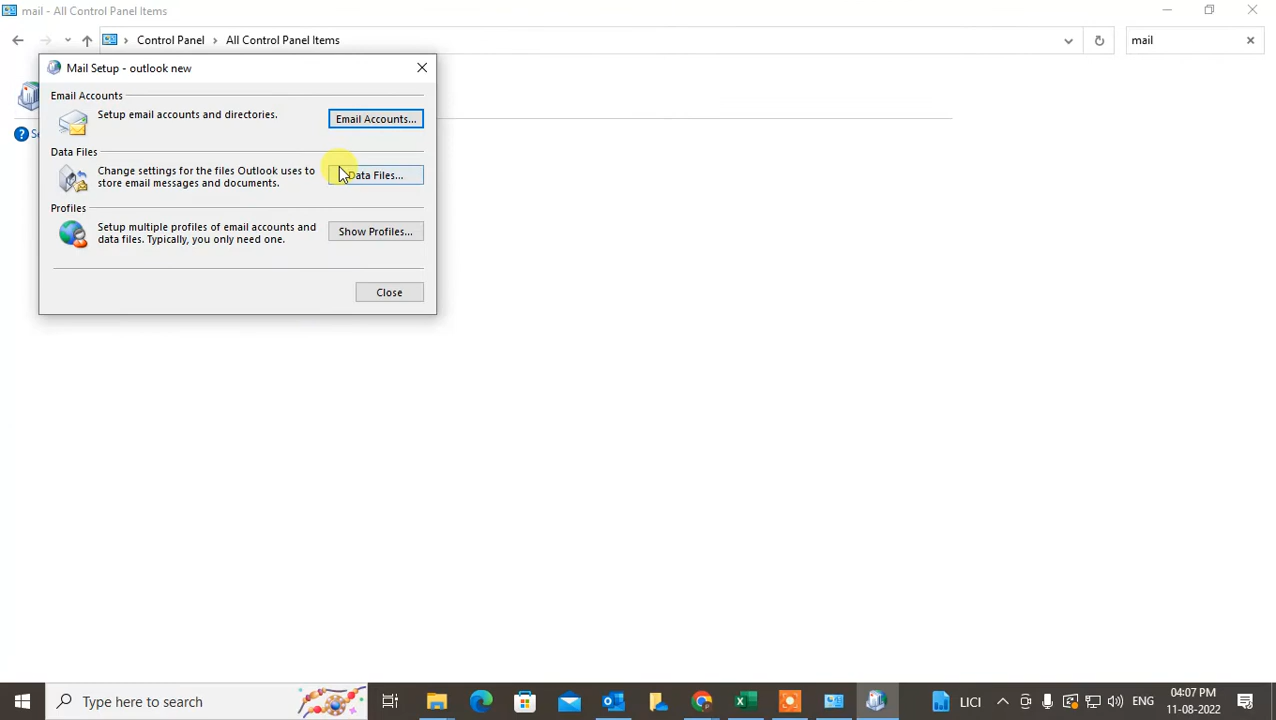 mail - All Control Panel Items
Control Panel > All Control Panel Items
mail
Mail Setup - outlook new
Email Accounts
Setup email accounts and directories.
Email Accounts...
Data Files
Change settings for the files Outlook uses to
store email messages and documents.
Data Files...
Profiles
Setup multiple profiles of email accounts and
data files. Typically, you only need one.
Show Profiles...
Close
Type here to search
LICI
ENG
04:07 PM
11-08-2022